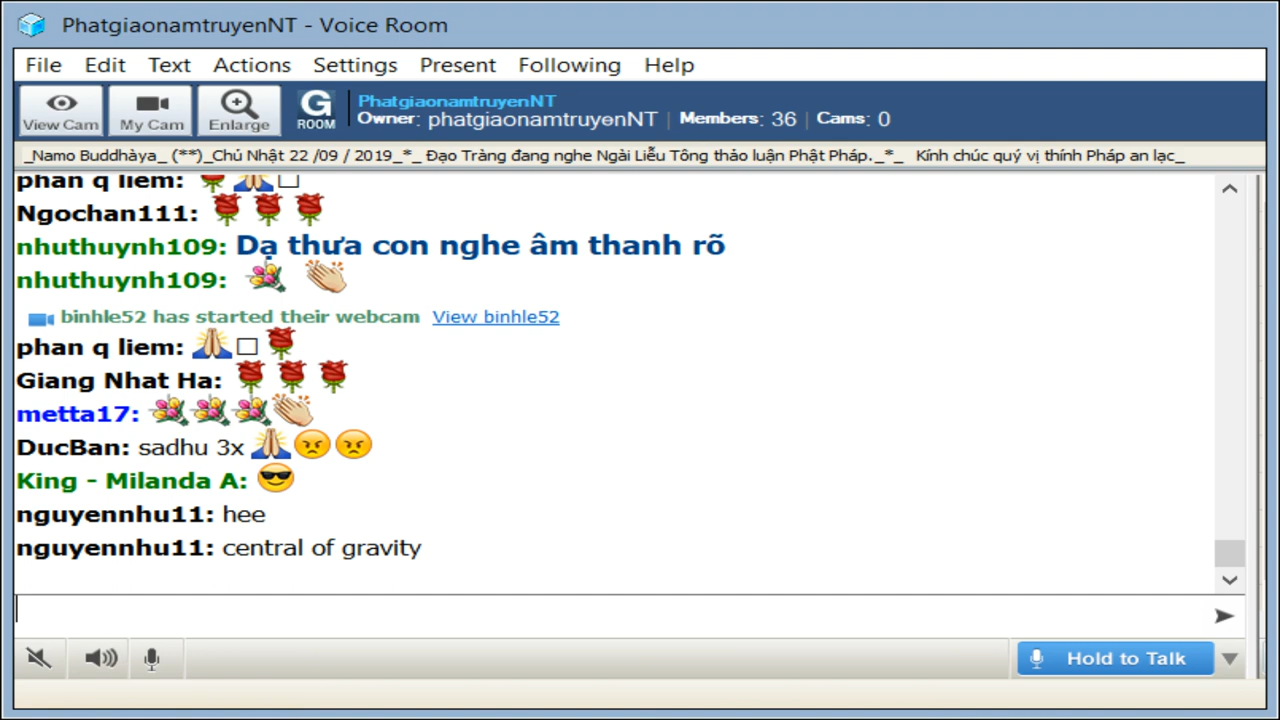 PhatgiaonamtruyenNT - Voice Room
File Edit Text Actions Settings Present Following Help
View Cam My Cam Enlarge G ROOM
PhatgiaonamtruyenNT
Owner: phatgiaonamtruyenNT Members: 36 Cams: 0
_Namo Buddhàya_ (**)_Chủ Nhật 22 /09 / 2019_*_ Đạo Tràng đang nghe Ngài Liễu Tông thảo luận Phật Pháp._*_ Kính chúc quý vị thính Pháp an lạc_
phan q liem:
Ngochan111:
nhuthuynh109: Dạ thưa con nghe âm thanh rõ
nhuthuynh109:
binhle52 has started their webcam View binhle52
phan q liem:
Giang Nhat Ha:
metta17:
DucBan: sadhu 3x
King - Milanda A:
nguyennhu11: hee
nguyennhu11: central of gravity
Hold to Talk